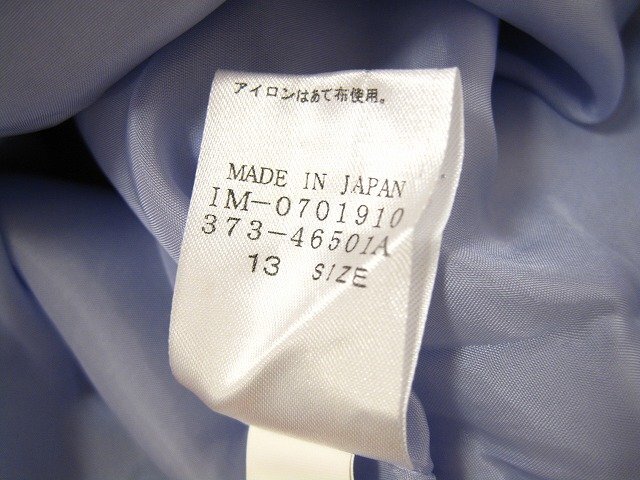 アイロンはあて布使用。
MADE IN JAPAN
IM-0701910
373-46501A
13 SIZE